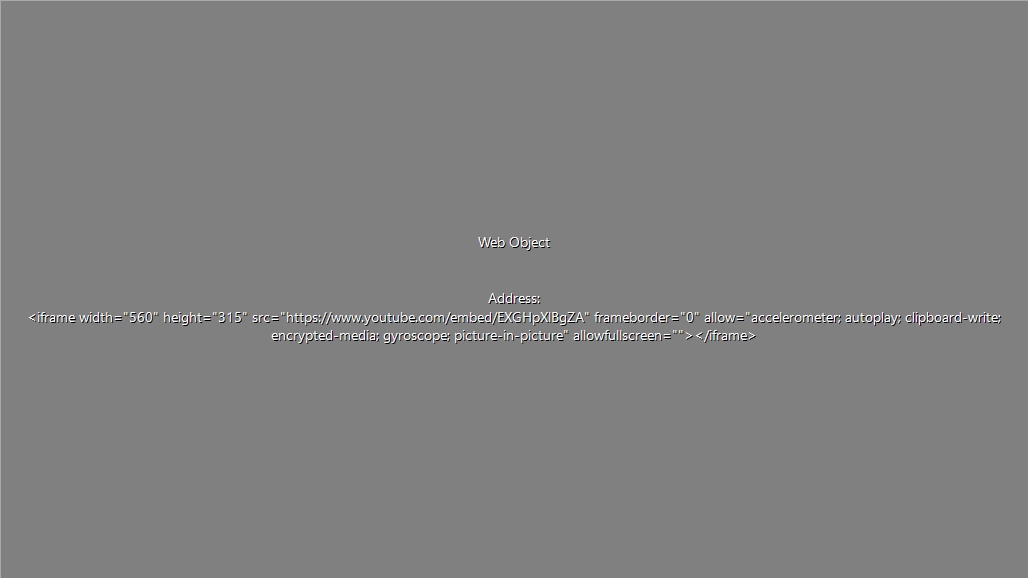 Web Object
Address:
<iframe width="560" height="315" src="https://www.youtube.com/embed/EXGHpXlBgZA" frameborder="0" allow="accelerometer; autoplay; clipboard-write;
encrypted-media; gyroscope; picture-in-picture" allowfullscreen=""></iframe>